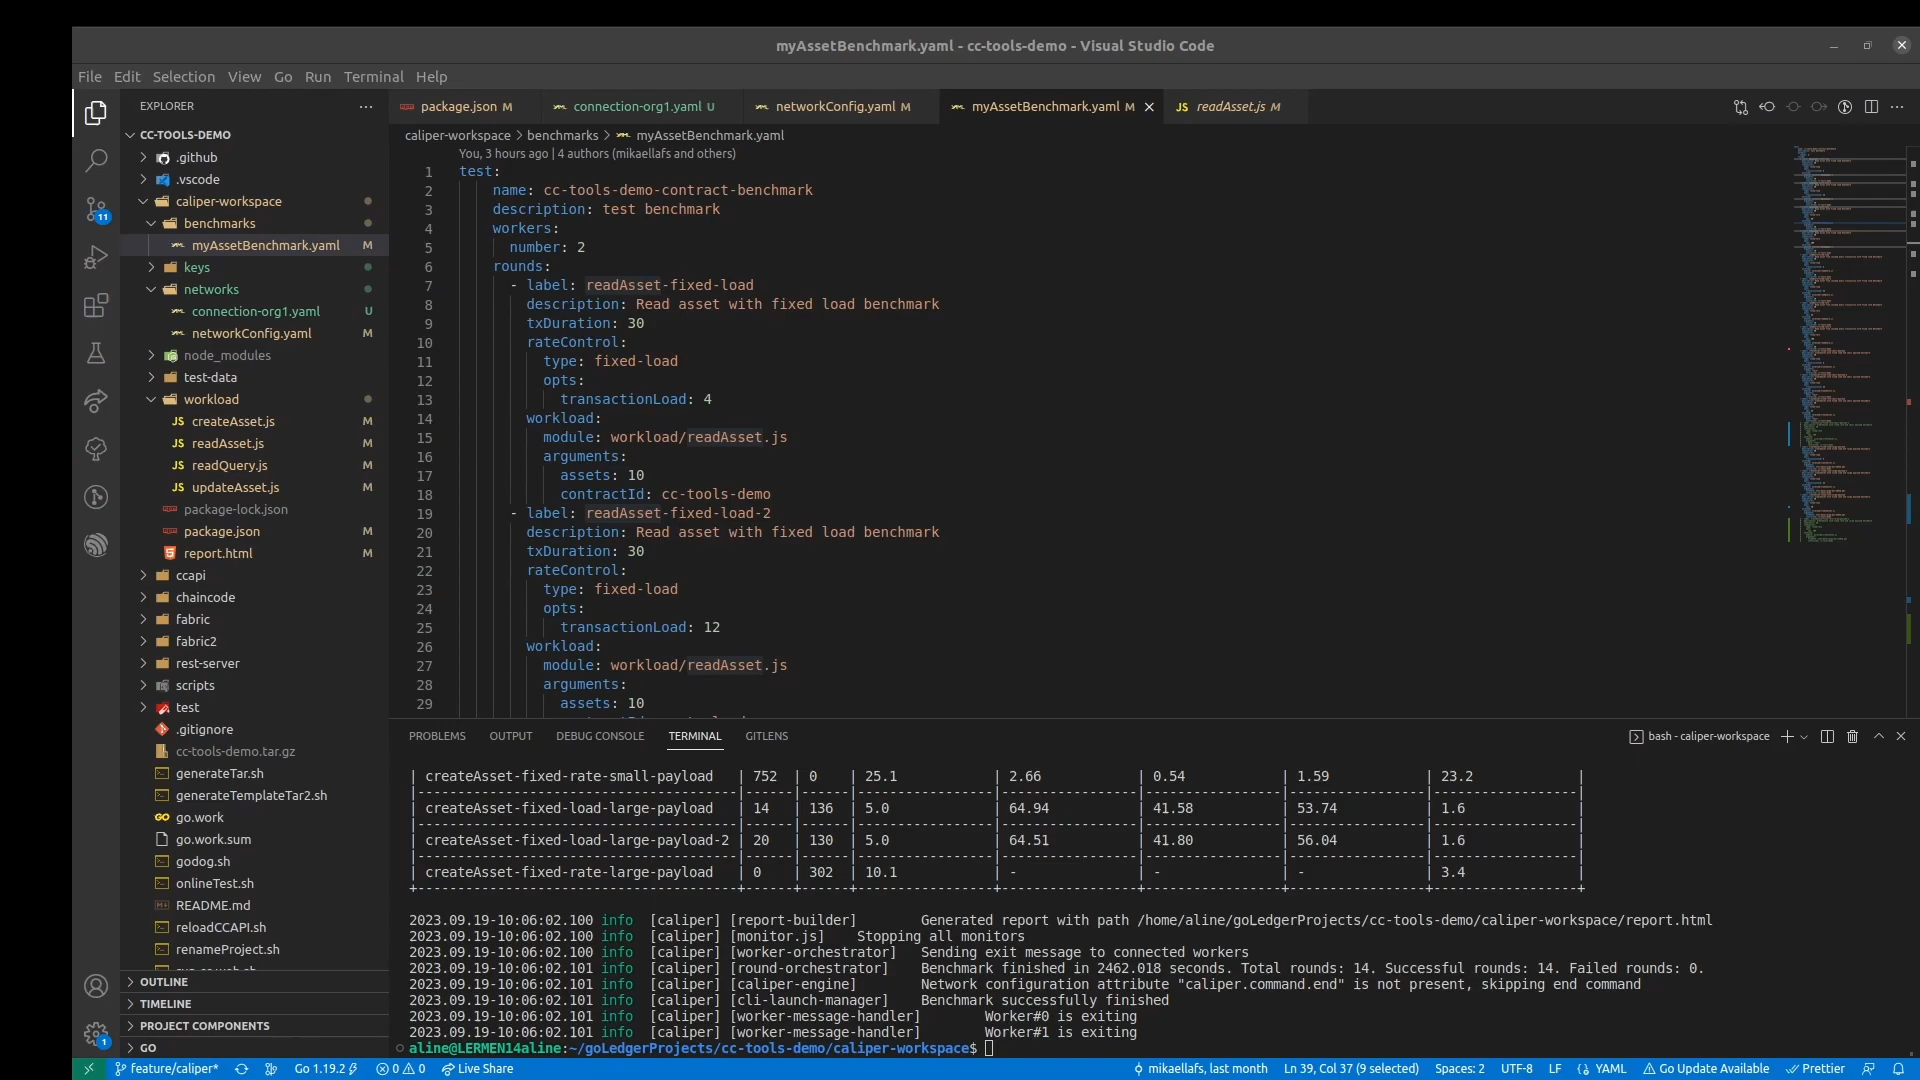 myAssetBenchmark.yaml - cc-tools-demo - Visual Studio Code
File Edit Selection View Go Run Terminal Help
EXPLORER
CC-TOOLS-DEMO
.github
.vscode
caliper-workspace
benchmarks
myAssetBenchmark.yaml M
keys
networks
connection-org1.yaml U
networkConfig.yaml M
node_modules
test-data
workload
createAsset.js M
readAsset.js M
readQuery.js M
updateAsset.js M
package-lock.json
package.json M
report.html M
ccapi
chaincode
fabric
fabric2
rest-server
scripts
test
.gitignore
cc-tools-demo.tar.gz
generateTar.sh
generateTemplateTar2.sh
go.work
go.work.sum
godog.sh
onlineTest.sh
README.md
reloadCCAPI.sh
renameProject.sh
OUTLINE
TIMELINE
PROJECT COMPONENTS
GO
11
1
package.json M
connection-org1.yaml U
networkConfig.yaml M
myAssetBenchmark.yaml M
JS readAsset.js M
caliper-workspace > benchmarks > myAssetBenchmark.yaml
You, 3 hours ago | 4 authors (mikaellafs and others)
1 test:
2 name: cc-tools-demo-contract-benchmark
3 description: test benchmark
4 workers:
5 number: 2
6 rounds:
7 - label: readAsset-fixed-load
8 description: Read asset with fixed load benchmark
9 txDuration: 30
10 rateControl:
11 type: fixed-load
12 opts:
13 transactionLoad: 4
14 workload:
15 module: workload/readAsset.js
16 arguments:
17 assets: 10
18 contractId: cc-tools-demo
19 - label: readAsset-fixed-load-2
20 description: Read asset with fixed load benchmark
21 txDuration: 30
22 rateControl:
23 type: fixed-load
24 opts:
25 transactionLoad: 12
26 workload:
27 module: workload/readAsset.js
28 arguments:
29 assets: 10
PROBLEMS OUTPUT DEBUG CONSOLE TERMINAL GITLENS
bash - caliper-workspace
| createAsset-fixed-rate-small-payload | 752 | 0 | 25.1 | 2.66 | 0.54 | 1.59 | 23.2 |
| createAsset-fixed-load-large-payload | 14 | 136 | 5.0 | 64.94 | 41.58 | 53.74 | 1.6 |
| createAsset-fixed-load-large-payload-2 | 20 | 130 | 5.0 | 64.51 | 41.80 | 56.04 | 1.6 |
| createAsset-fixed-rate-large-payload | 0 | 302 | 10.1 | - | - | - | 3.4 |
2023.09.19-10:06:02.100 info [caliper] [report-builder] Generated report with path /home/aline/goLedgerProjects/cc-tools-demo/caliper-workspace/report.html
2023.09.19-10:06:02.100 info [caliper] [monitor.js] Stopping all monitors
2023.09.19-10:06:02.100 info [caliper] [worker-orchestrator] Sending exit message to connected workers
2023.09.19-10:06:02.101 info [caliper] [round-orchestrator] Benchmark finished in 2462.018 seconds. Total rounds: 14. Successful rounds: 14. Failed rounds: 0.
2023.09.19-10:06:02.101 info [caliper] [caliper-engine] Network configuration attribute "caliper.command.end" is not present, skipping end command
2023.09.19-10:06:02.101 info [caliper] [cli-launch-manager] Benchmark successfully finished
2023.09.19-10:06:02.101 info [caliper] [worker-message-handler] Worker#0 is exiting
2023.09.19-10:06:02.101 info [caliper] [worker-message-handler] Worker#1 is exiting
aline@LERMEN14aline:~/goLedgerProjects/cc-tools-demo/caliper-workspace$
feature/caliper* Go 1.19.2 0 0 Live Share mikaellafs, last month Ln 39, Col 37 (9 selected) Spaces: 2 UTF-8 LF YAML Go Update Available Prettier